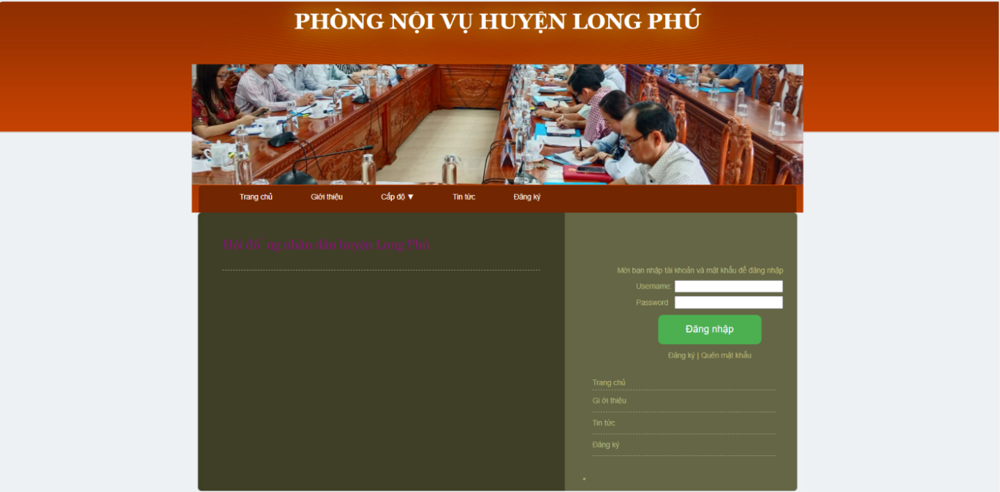 PHÒNG NỘI VỤ HUYỆN LONG PHÚ
Trang chủ Giới thiệu Cấp độ ▼ Tin tức Đăng ký
Hội đồ ng nhân dân huyện Long Phú
Mời bạn nhập tài khoản và mật khẩu để đăng nhập
Username:
Password
Đăng nhập
Đăng ký | Quên mật khẩu
Trang chủ
Gi ới thiệu
Tin tức
Đăng ký